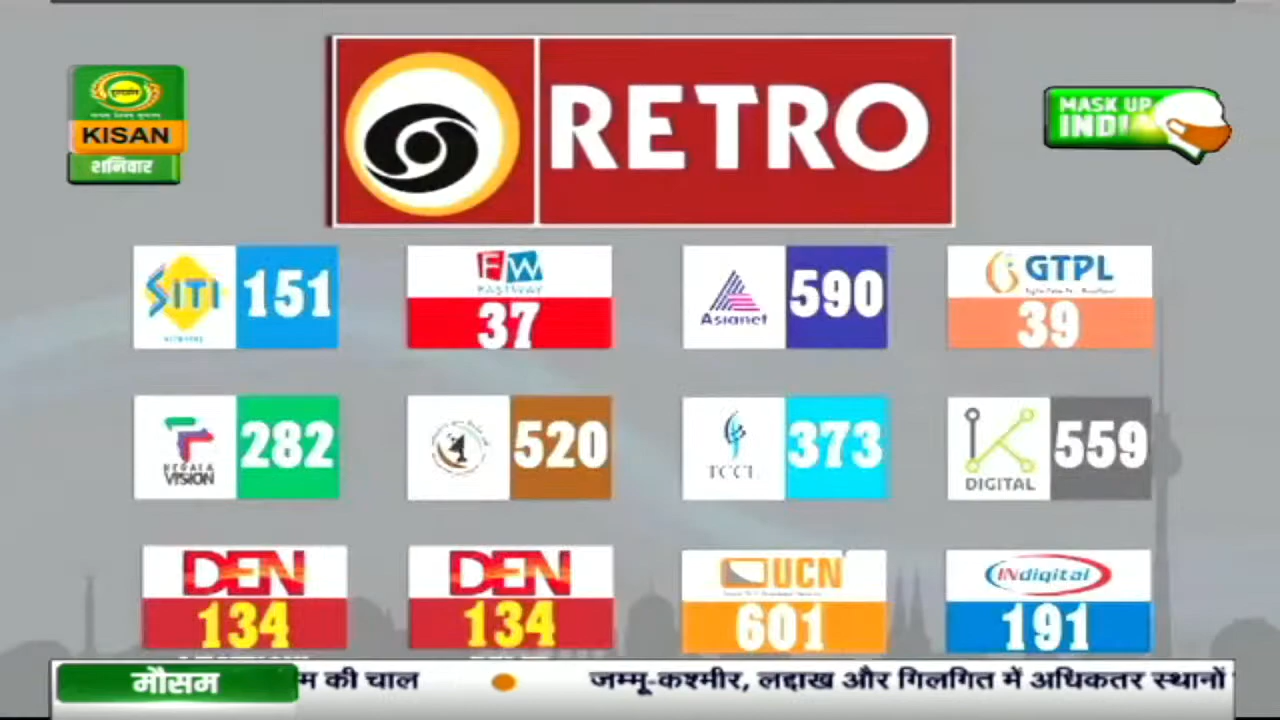 RETRO
KISAN
शनिवार
MASK UP
INDIA
SITI
151
FW
FASTWAY
37
Asianet
590
GTPL
39
KERALA
VISION
282
520
TCCL
373
DIGITAL
559
DEN
134
DEN
134
UCN
601
INdigital
191
मौसम
म की चाल
जम्मू-कश्मीर, लद्दाख और गिलगित में अधिकतर स्थानों